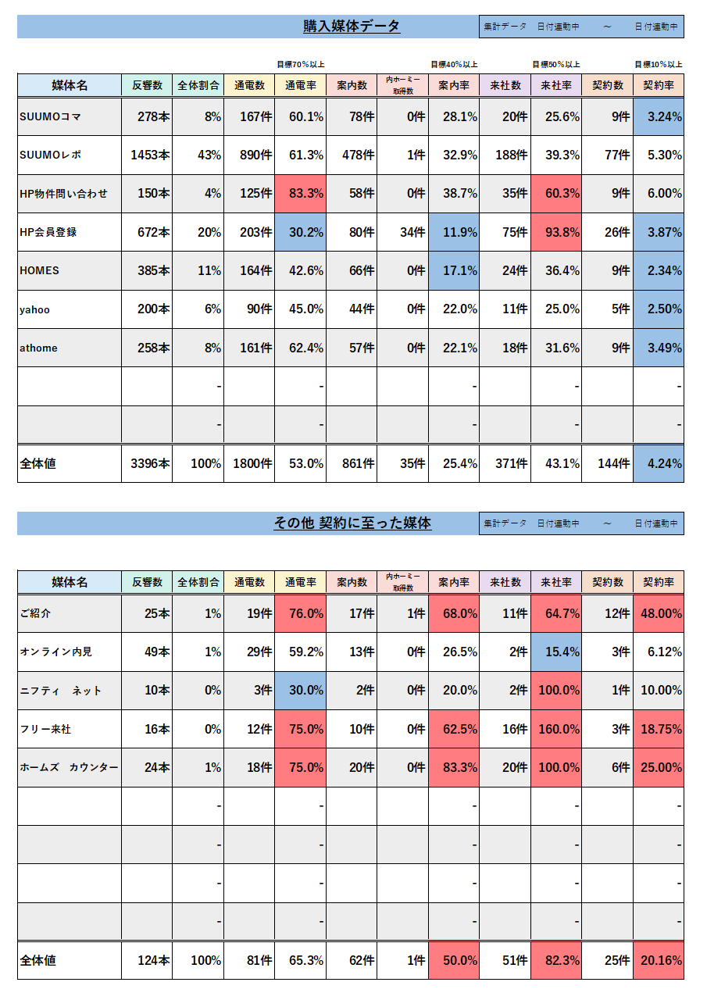 購入媒体データ 集計データ 日付連動中 ～ 日付連動中
目標70％以上 目標40％以上 目標50％以上 目標10％以上
媒体名 反響数 全体割合 通電数 通電率 案内数 内ホーミー取得数 案内率 来社数 来社率 契約数 契約率
SUUMOコマ 278本 8% 167件 60.1% 78件 0件 28.1% 20件 25.6% 9件 3.24%
SUUMOレポ 1453本 43% 890件 61.3% 478件 1件 32.9% 188件 39.3% 77件 5.30%
HP物件問い合わせ 150本 4% 125件 83.3% 58件 0件 38.7% 35件 60.3% 9件 6.00%
HP会員登録 672本 20% 203件 30.2% 80件 34件 11.9% 75件 93.8% 26件 3.87%
HOMES 385本 11% 164件 42.6% 66件 0件 17.1% 24件 36.4% 9件 2.34%
yahoo 200本 6% 90件 45.0% 44件 0件 22.0% 11件 25.0% 5件 2.50%
athome 258本 8% 161件 62.4% 57件 0件 22.1% 18件 31.6% 9件 3.49%
- - - - -
- - - - -
全体値 3396本 100% 1800件 53.0% 861件 35件 25.4% 371件 43.1% 144件 4.24%
その他 契約に至った媒体 集計データ 日付連動中 ～ 日付連動中
媒体名 反響数 全体割合 通電数 通電率 案内数 内ホーミー取得数 案内率 来社数 来社率 契約数 契約率
ご紹介 25本 1% 19件 76.0% 17件 1件 68.0% 11件 64.7% 12件 48.00%
オンライン内見 49本 1% 29件 59.2% 13件 0件 26.5% 2件 15.4% 3件 6.12%
ニフティ　ネット 10本 0% 3件 30.0% 2件 0件 20.0% 2件 100.0% 1件 10.00%
フリー来社 16本 0% 12件 75.0% 10件 0件 62.5% 16件 160.0% 3件 18.75%
ホームズ　カウンター 24本 1% 18件 75.0% 20件 0件 83.3% 20件 100.0% 6件 25.00%
- - - - -
- - - - -
- - - - -
- - - - -
全体値 124本 100% 81件 65.3% 62件 1件 50.0% 51件 82.3% 25件 20.16%